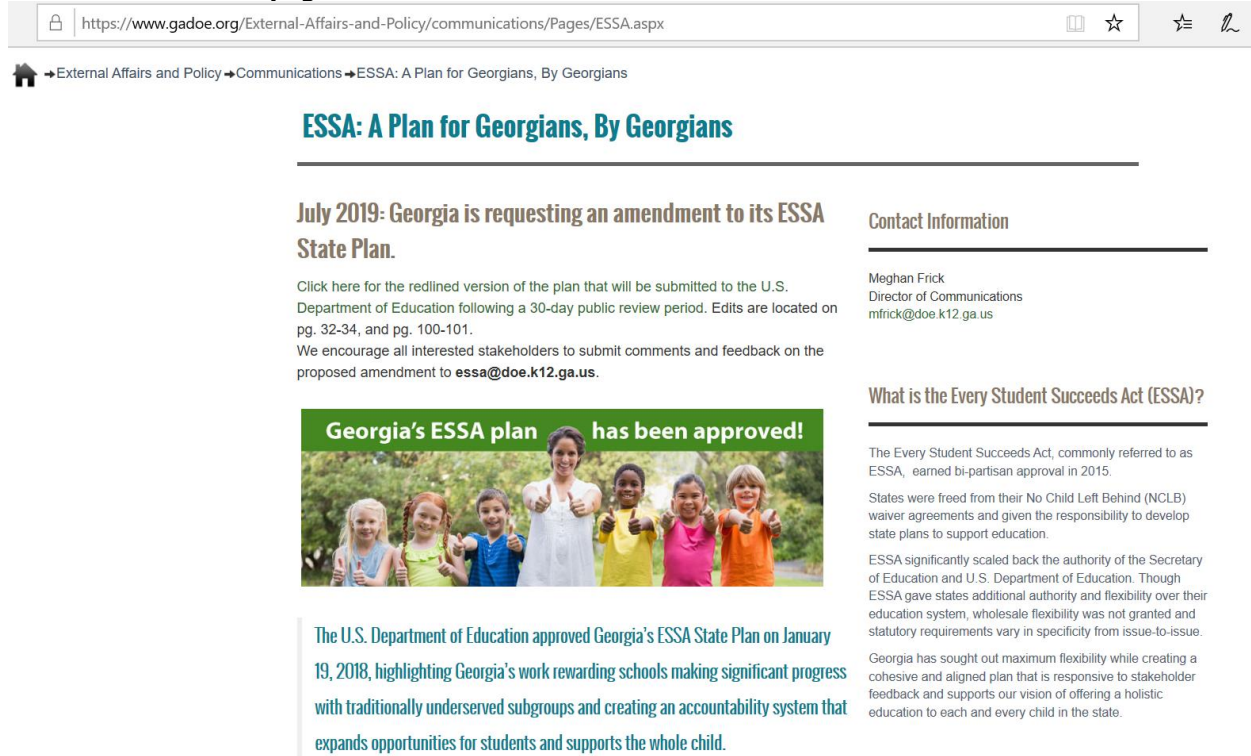 https://www.gadoe.org/External-Affairs-and-Policy/communications/Pages/ESSA.aspx
External Affairs and Policy Communications ESSA: A Plan for Georgians, By Georgians
ESSA: A Plan for Georgians, By Georgians
July 2019: Georgia is requesting an amendment to its ESSA
State Plan.
Click here for the redlined version of the plan that will be submitted to the U.S.
Department of Education following a 30-day public review period. Edits are located on
pg. 32-34, and pg. 100-101.
We encourage all interested stakeholders to submit comments and feedback on the
proposed amendment to essa@doe.k12.ga.us.
Georgia's ESSA plan has been approved!
The U.S. Department of Education approved Georgia's ESSA State Plan on January
19, 2018, highlighting Georgia's work rewarding schools making significant progress
with traditionally underserved subgroups and creating an accountability system that
expands opportunities for students and supports the whole child.
Contact Information
Meghan Frick
Director of Communications
mfrick@doe.k12.ga.us
What is the Every Student Succeeds Act (ESSA)?
The Every Student Succeeds Act, commonly referred to as
ESSA, earned bi-partisan approval in 2015.
States were freed from their No Child Left Behind (NCLB)
waiver agreements and given the responsibility to develop
state plans to support education.
ESSA significantly scaled back the authority of the Secretary
of Education and U.S. Department of Education. Though
ESSA gave states additional authority and flexibility over their
education system, wholesale flexibility was not granted and
statutory requirements vary in specificity from issue-to-issue.
Georgia has sought out maximum flexibility while creating a
cohesive and aligned plan that is responsive to stakeholder
feedback and supports our vision of offering a holistic
education to each and every child in the state.